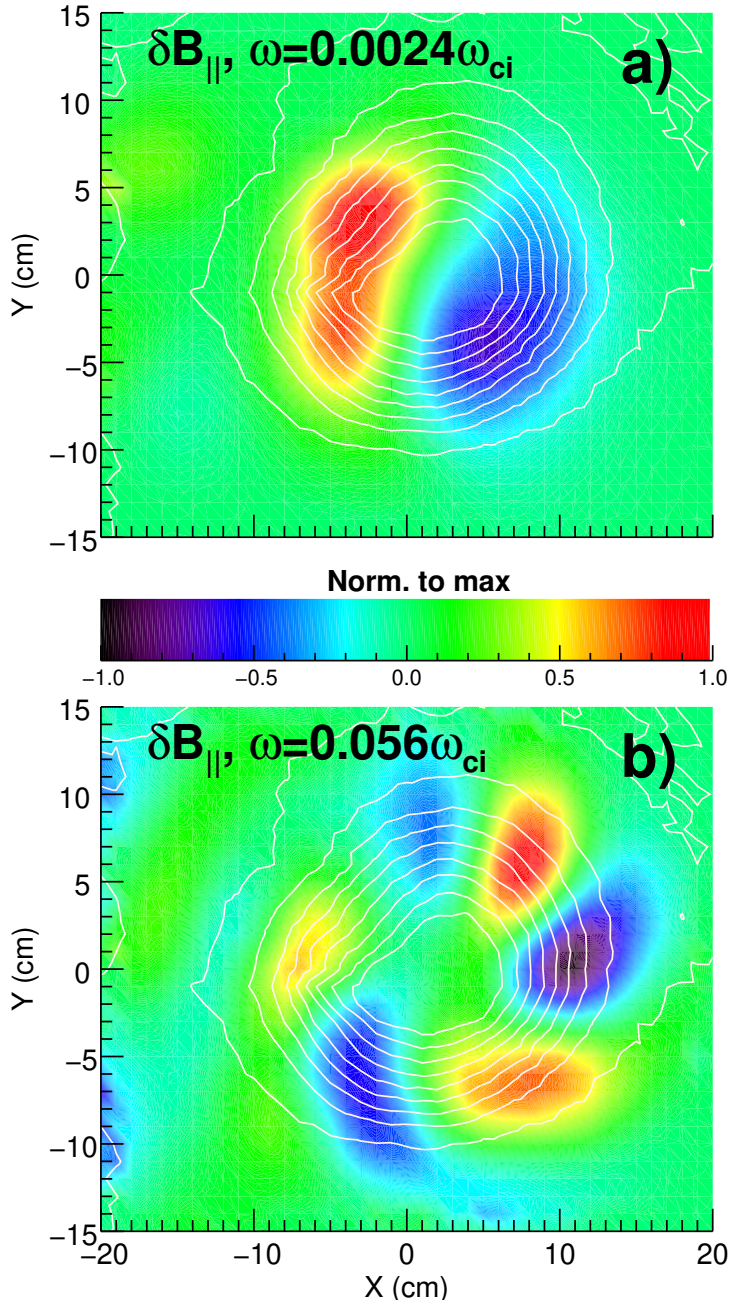 δB||, ω=0.0024ωci
a)
15
10
5
0
−5
−10
−15
Y (cm)
Norm. to max
−1.0 −0.5 0.0 0.5 1.0
δB||, ω=0.056ωci
b)
15
10
5
0
−5
−10
−15
Y (cm)
−20 −10 0 10 20
X (cm)